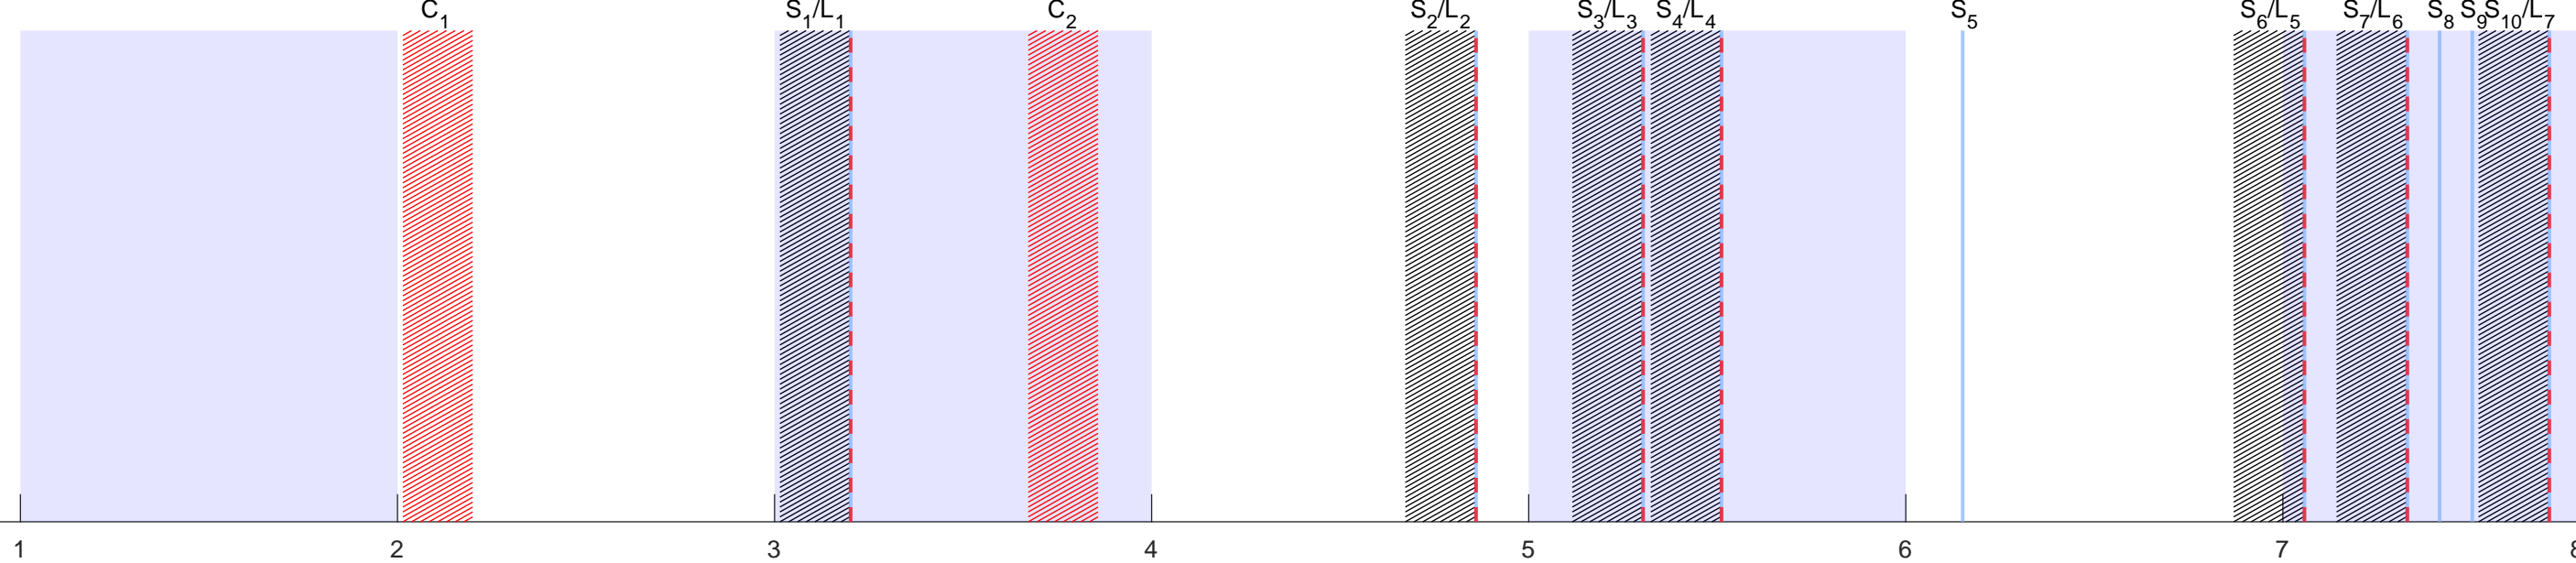 C₁ S₁/L₁ C₂ S₂/L₂ S₃/L₃ S₄/L₄ S₅ S₆/L₅ S₇/L₆ S₈ S₉ S₁₀/L₇
1 2 3 4 5 6 7 8